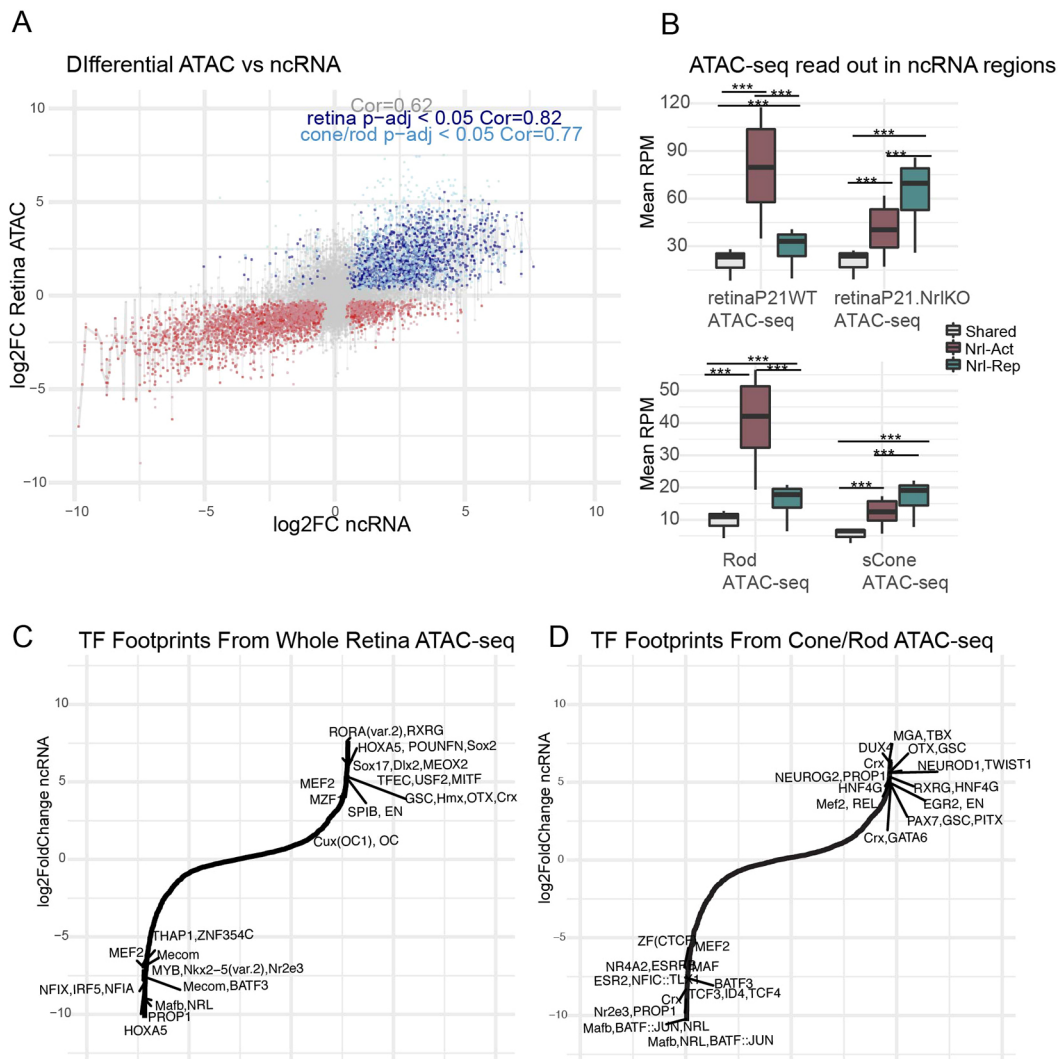 A
DIfferential ATAC vs ncRNA
10
5
0
−5
−10
log2FC Retina ATAC
Cor=0.62
retina p−adj < 0.05 Cor=0.82
cone/rod p−adj < 0.05 Cor=0.77
−10
−5
0
5
10
log2FC ncRNA
B
ATAC-seq read out in ncRNA regions
120
90
60
30
Mean RPM
***
***
***
***
***
***
retinaP21WT
ATAC-seq
retinaP21.NrlKO
ATAC-seq
Shared
Nrl-Act
Nrl-Rep
50
40
30
20
10
Mean RPM
***
***
***
***
***
***
Rod
ATAC-seq
sCone
ATAC-seq
C
TF Footprints From Whole Retina ATAC-seq
10
5
0
−5
−10
log2FoldChange ncRNA
RORA(var.2),RXRG
HOXA5, POUNFN,Sox2
Sox17,Dlx2,MEOX2
MEF2
TFEC,USF2,MITF
MZF1
GSC,Hmx,OTX,Crx
SPIB, EN
Cux(OC1), OC
THAP1,ZNF354C
MEF2
Mecom
MYB,Nkx2−5(var.2),Nr2e3
Mecom,BATF3
NFIX,IRF5,NFIA
Mafb,NRL
PROP1
HOXA5
D
TF Footprints From Cone/Rod ATAC-seq
10
5
0
−5
−10
log2FoldChange ncRNA
MGA,TBX
DUX4
OTX,GSC
Crx
NEUROD1,TWIST1
NEUROG2,PROP1
HNF4G
RXRG,HNF4G
Mef2, REL
EGR2, EN
PAX7,GSC,PITX
Crx,GATA6
ZF(CTCF)
MEF2
NR4A2,ESRRB
MAF
ESR2,NFIC::TLX1
BATF3
Crx
TCF3,ID4,TCF4
Nr2e3,PROP1
Mafb,BATF::JUN,NRL
Mafb,NRL,BATF::JUN